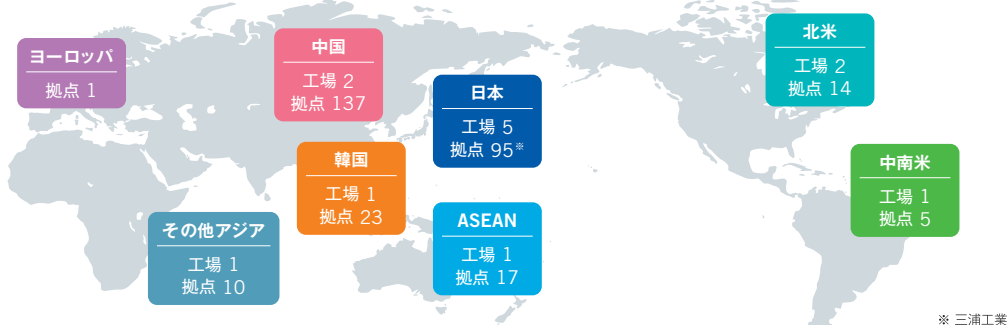 ヨーロッパ
拠点 1
中国
工場 2
拠点 137
日本
工場 5
拠点 95※
北米
工場 2
拠点 14
韓国
工場 1
拠点 23
中南米
工場 1
拠点 5
その他アジア
工場 1
拠点 10
ASEAN
工場 1
拠点 17
※ 三浦工業